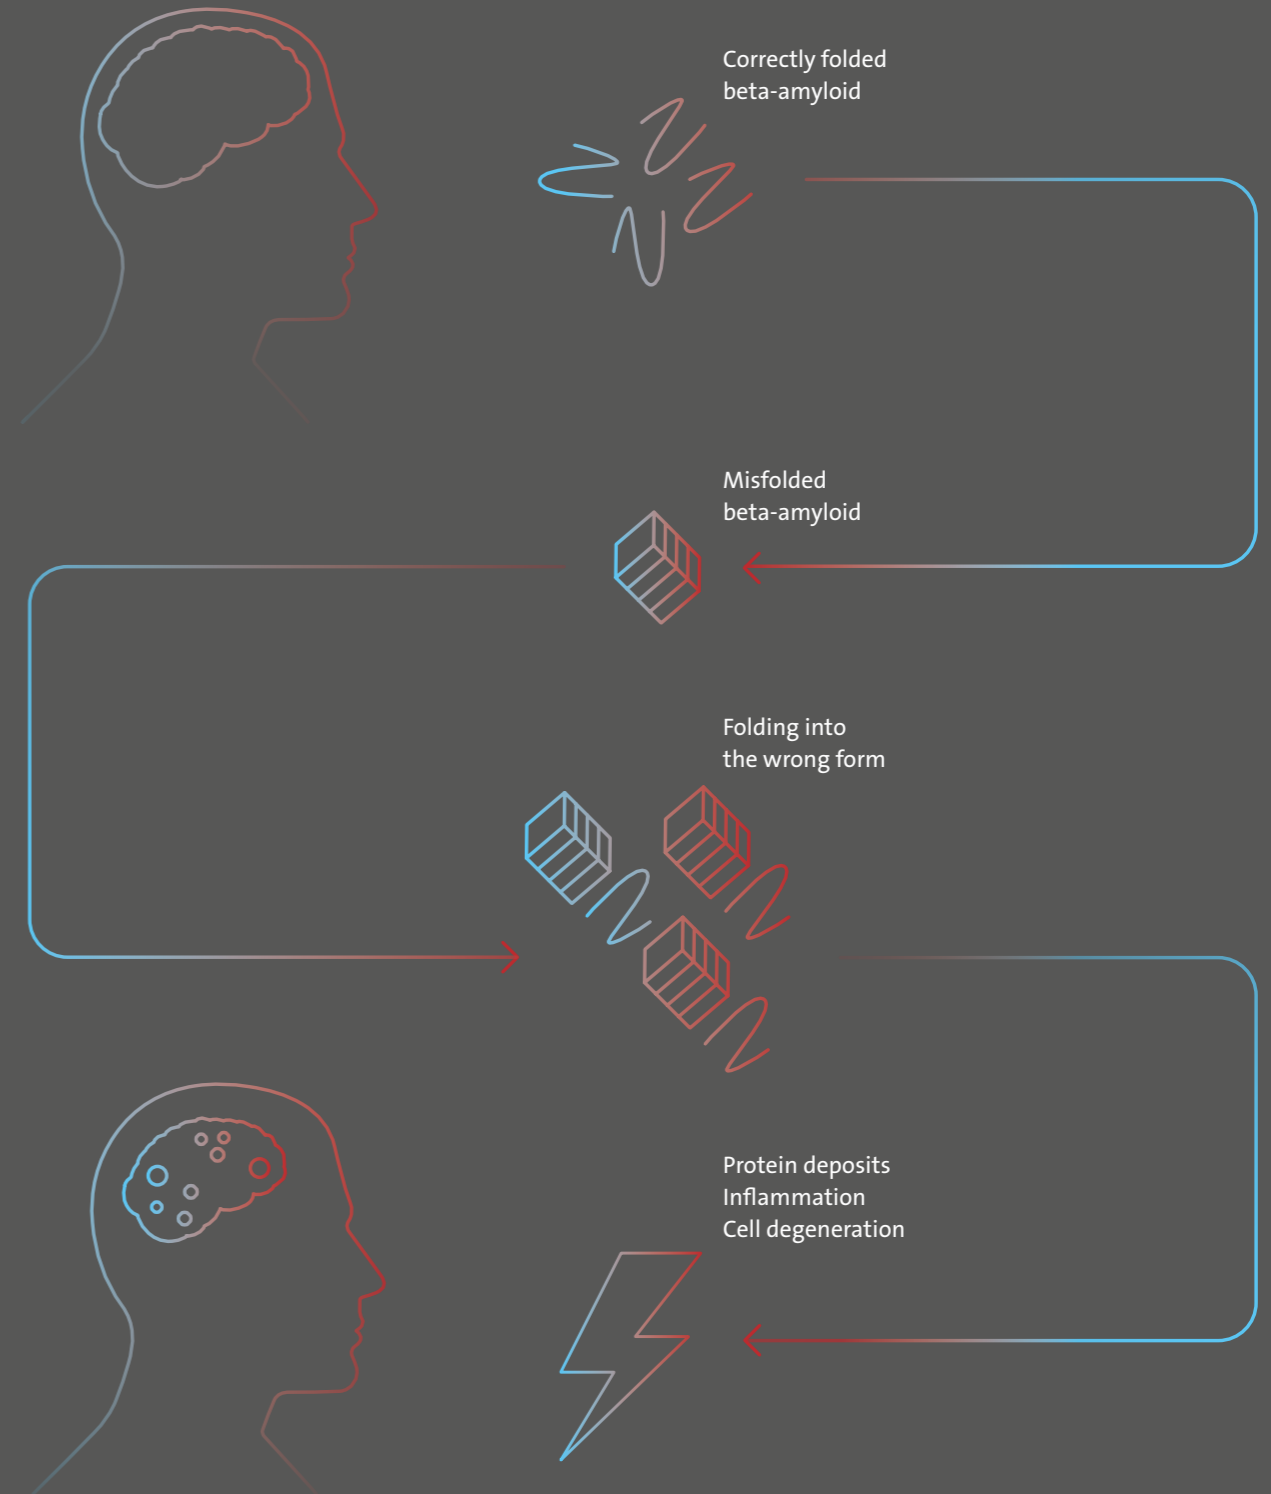 Correctly folded
beta-amyloid
Misfolded
beta-amyloid
Folding into
the wrong form
Protein deposits
Inflammation
Cell degeneration